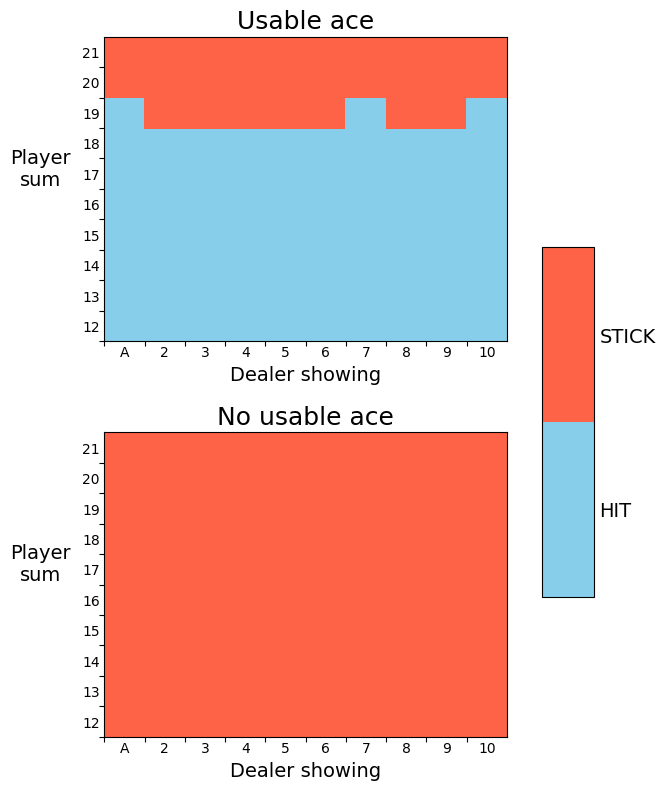 Usable ace
21
20
19
18
17
16
15
14
13
12
Player
sum
A 2 3 4 5 6 7 8 9 10
Dealer showing
STICK
HIT
No usable ace
21
20
19
18
17
16
15
14
13
12
Player
sum
A 2 3 4 5 6 7 8 9 10
Dealer showing